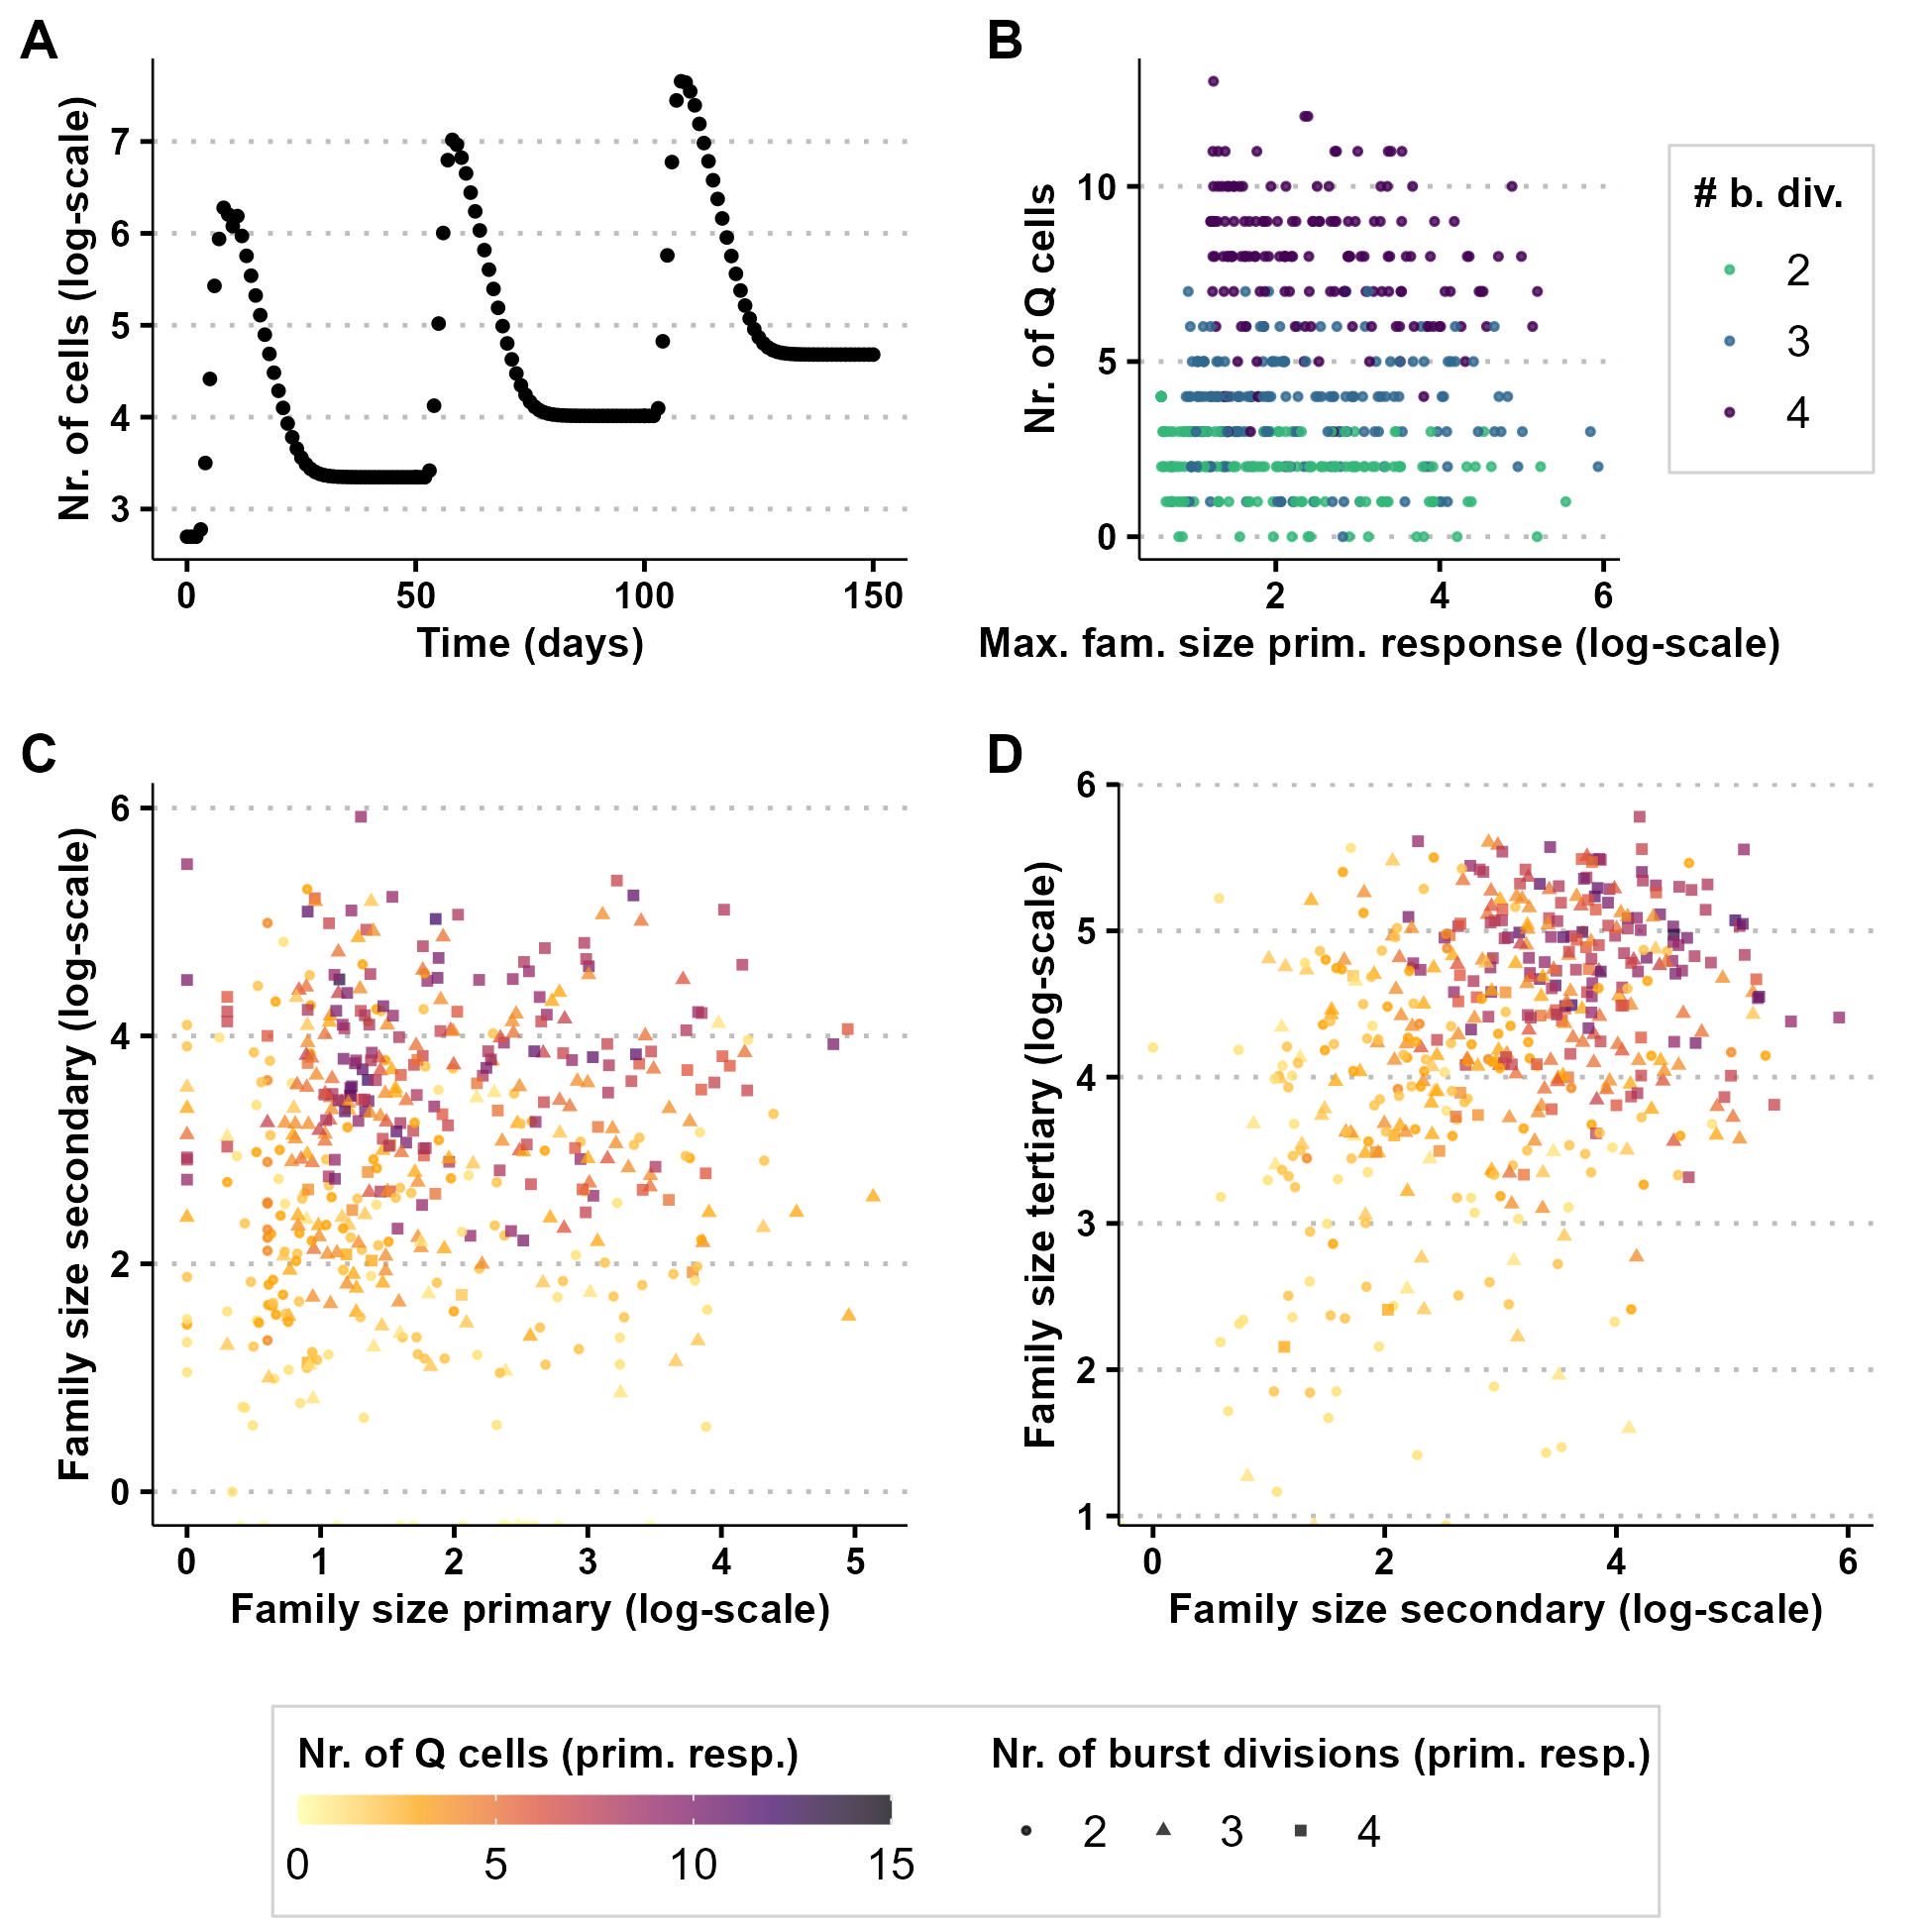 A
Nr. of cells (log-scale)
7
6
5
4
3
0 50 100 150
Time (days)
B
Nr. of Q cells
10
5
0
2 4 6
Max. fam. size prim. response (log-scale)
# b. div.
2
3
4
C
Family size secondary (log-scale)
6
4
2
0
0 1 2 3 4 5
Family size primary (log-scale)
D
Family size tertiary (log-scale)
6
5
4
3
2
1
0 2 4 6
Family size secondary (log-scale)
Nr. of Q cells (prim. resp.)
0 5 10 15
Nr. of burst divisions (prim. resp.)
2 3 4